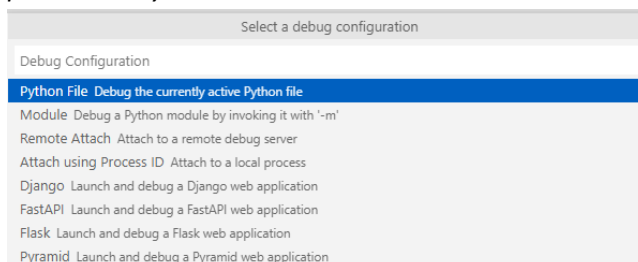 Select a debug configuration
Debug Configuration
Python File Debug the currently active Python file
Module Debug a Python module by invoking it with '-m'
Remote Attach Attach to a remote debug server
Attach using Process ID Attach to a local process
Django Launch and debug a Django web application
FastAPI Launch and debug a FastAPI web application
Flask Launch and debug a Flask web application
Pyramid Launch and debug a Pyramid web application